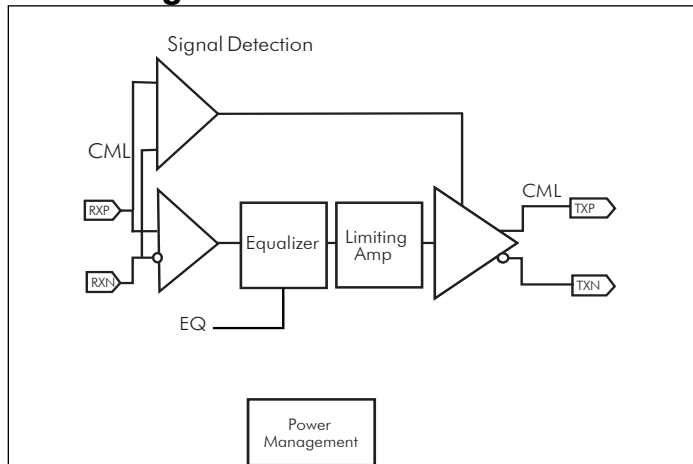 Signal Detection
CML
RXP
RXN
Equalizer
Limiting
Amp
EQ
CML
TXP
TXN
Power
Management